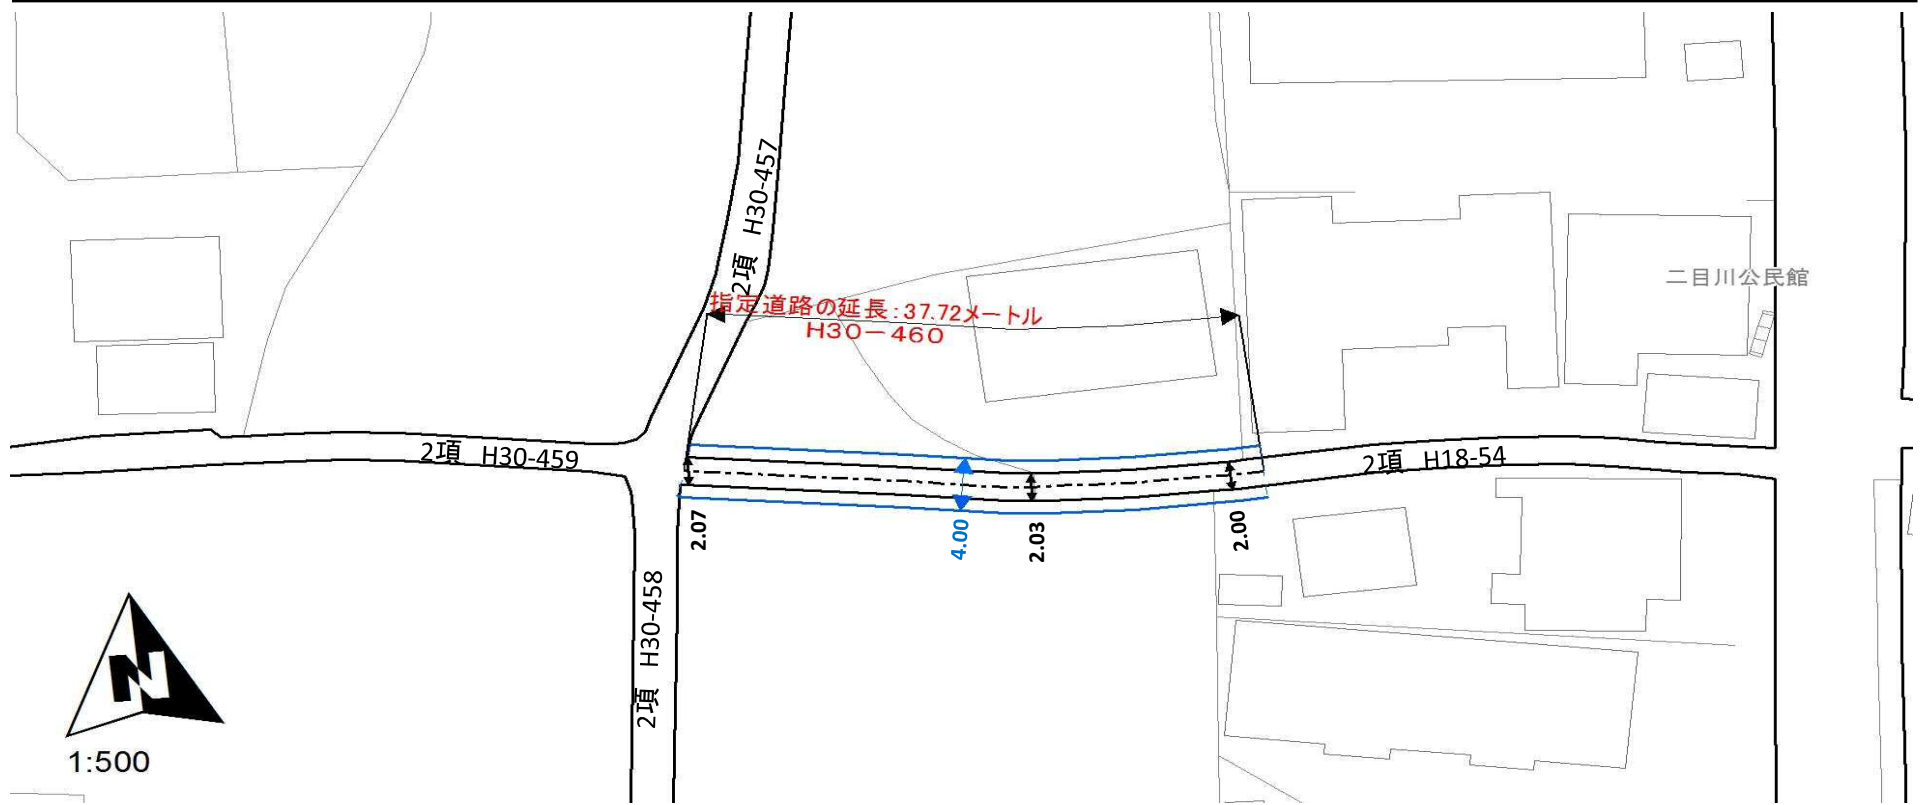 2項 H30-457
二目川公民館
指定道路の延長:37.72メートル
H30-460
2項 H30-459
2項 H18-54
2.07
4.00
2.03
2.00
2項 H30-458
N
1:500